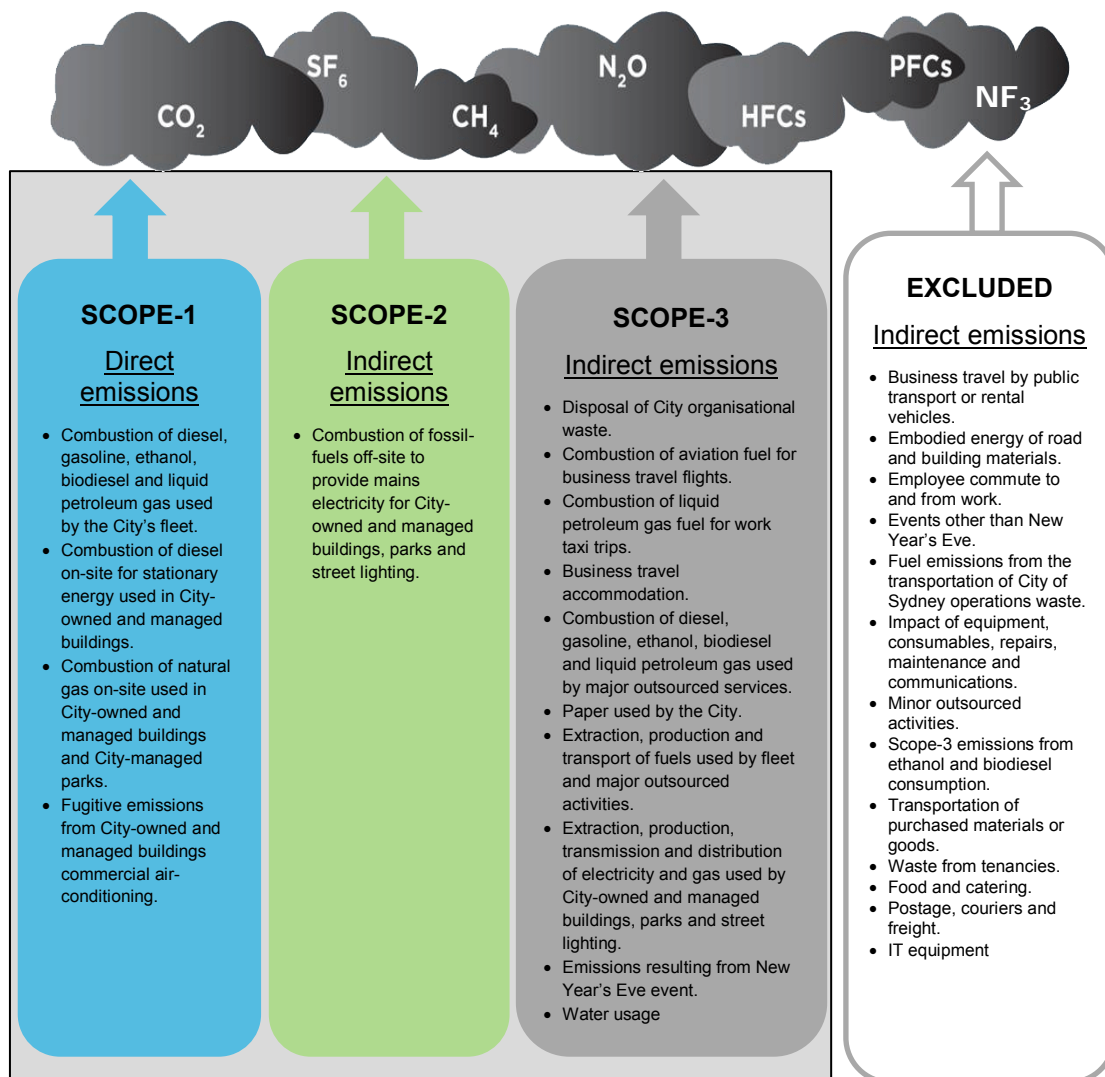 SF6
N2O
PFCs
CO2
CH4
HFCs
NF3
SCOPE-1
Direct
emissions
• Combustion of diesel,
gasoline, ethanol,
biodiesel and liquid
petroleum gas used
by the City’s fleet.
• Combustion of diesel
on-site for stationary
energy used in City-
owned and managed
buildings.
• Combustion of natural
gas on-site used in
City-owned and
managed buildings
and City-managed
parks.
• Fugitive emissions
from City-owned and
managed buildings
commercial air-
conditioning.
SCOPE-2
Indirect
emissions
• Combustion of fossil-
fuels off-site to
provide mains
electricity for City-
owned and managed
buildings, parks and
street lighting.
SCOPE-3
Indirect emissions
• Disposal of City organisational
waste.
• Combustion of aviation fuel for
business travel flights.
• Combustion of liquid
petroleum gas fuel for work
taxi trips.
• Business travel
accommodation.
• Combustion of diesel,
gasoline, ethanol, biodiesel
and liquid petroleum gas used
by major outsourced services.
• Paper used by the City.
• Extraction, production and
transport of fuels used by fleet
and major outsourced
activities.
• Extraction, production,
transmission and distribution
of electricity and gas used by
City-owned and managed
buildings, parks and street
lighting.
• Emissions resulting from New
Year’s Eve event.
• Water usage
EXCLUDED
Indirect emissions
• Business travel by public
transport or rental
vehicles.
• Embodied energy of road
and building materials.
• Employee commute to
and from work.
• Events other than New
Year’s Eve.
• Fuel emissions from the
transportation of City of
Sydney operations waste.
• Impact of equipment,
consumables, repairs,
maintenance and
communications.
• Minor outsourced
activities.
• Scope-3 emissions from
ethanol and biodiesel
consumption.
• Transportation of
purchased materials or
goods.
• Waste from tenancies.
• Food and catering.
• Postage, couriers and
freight.
• IT equipment